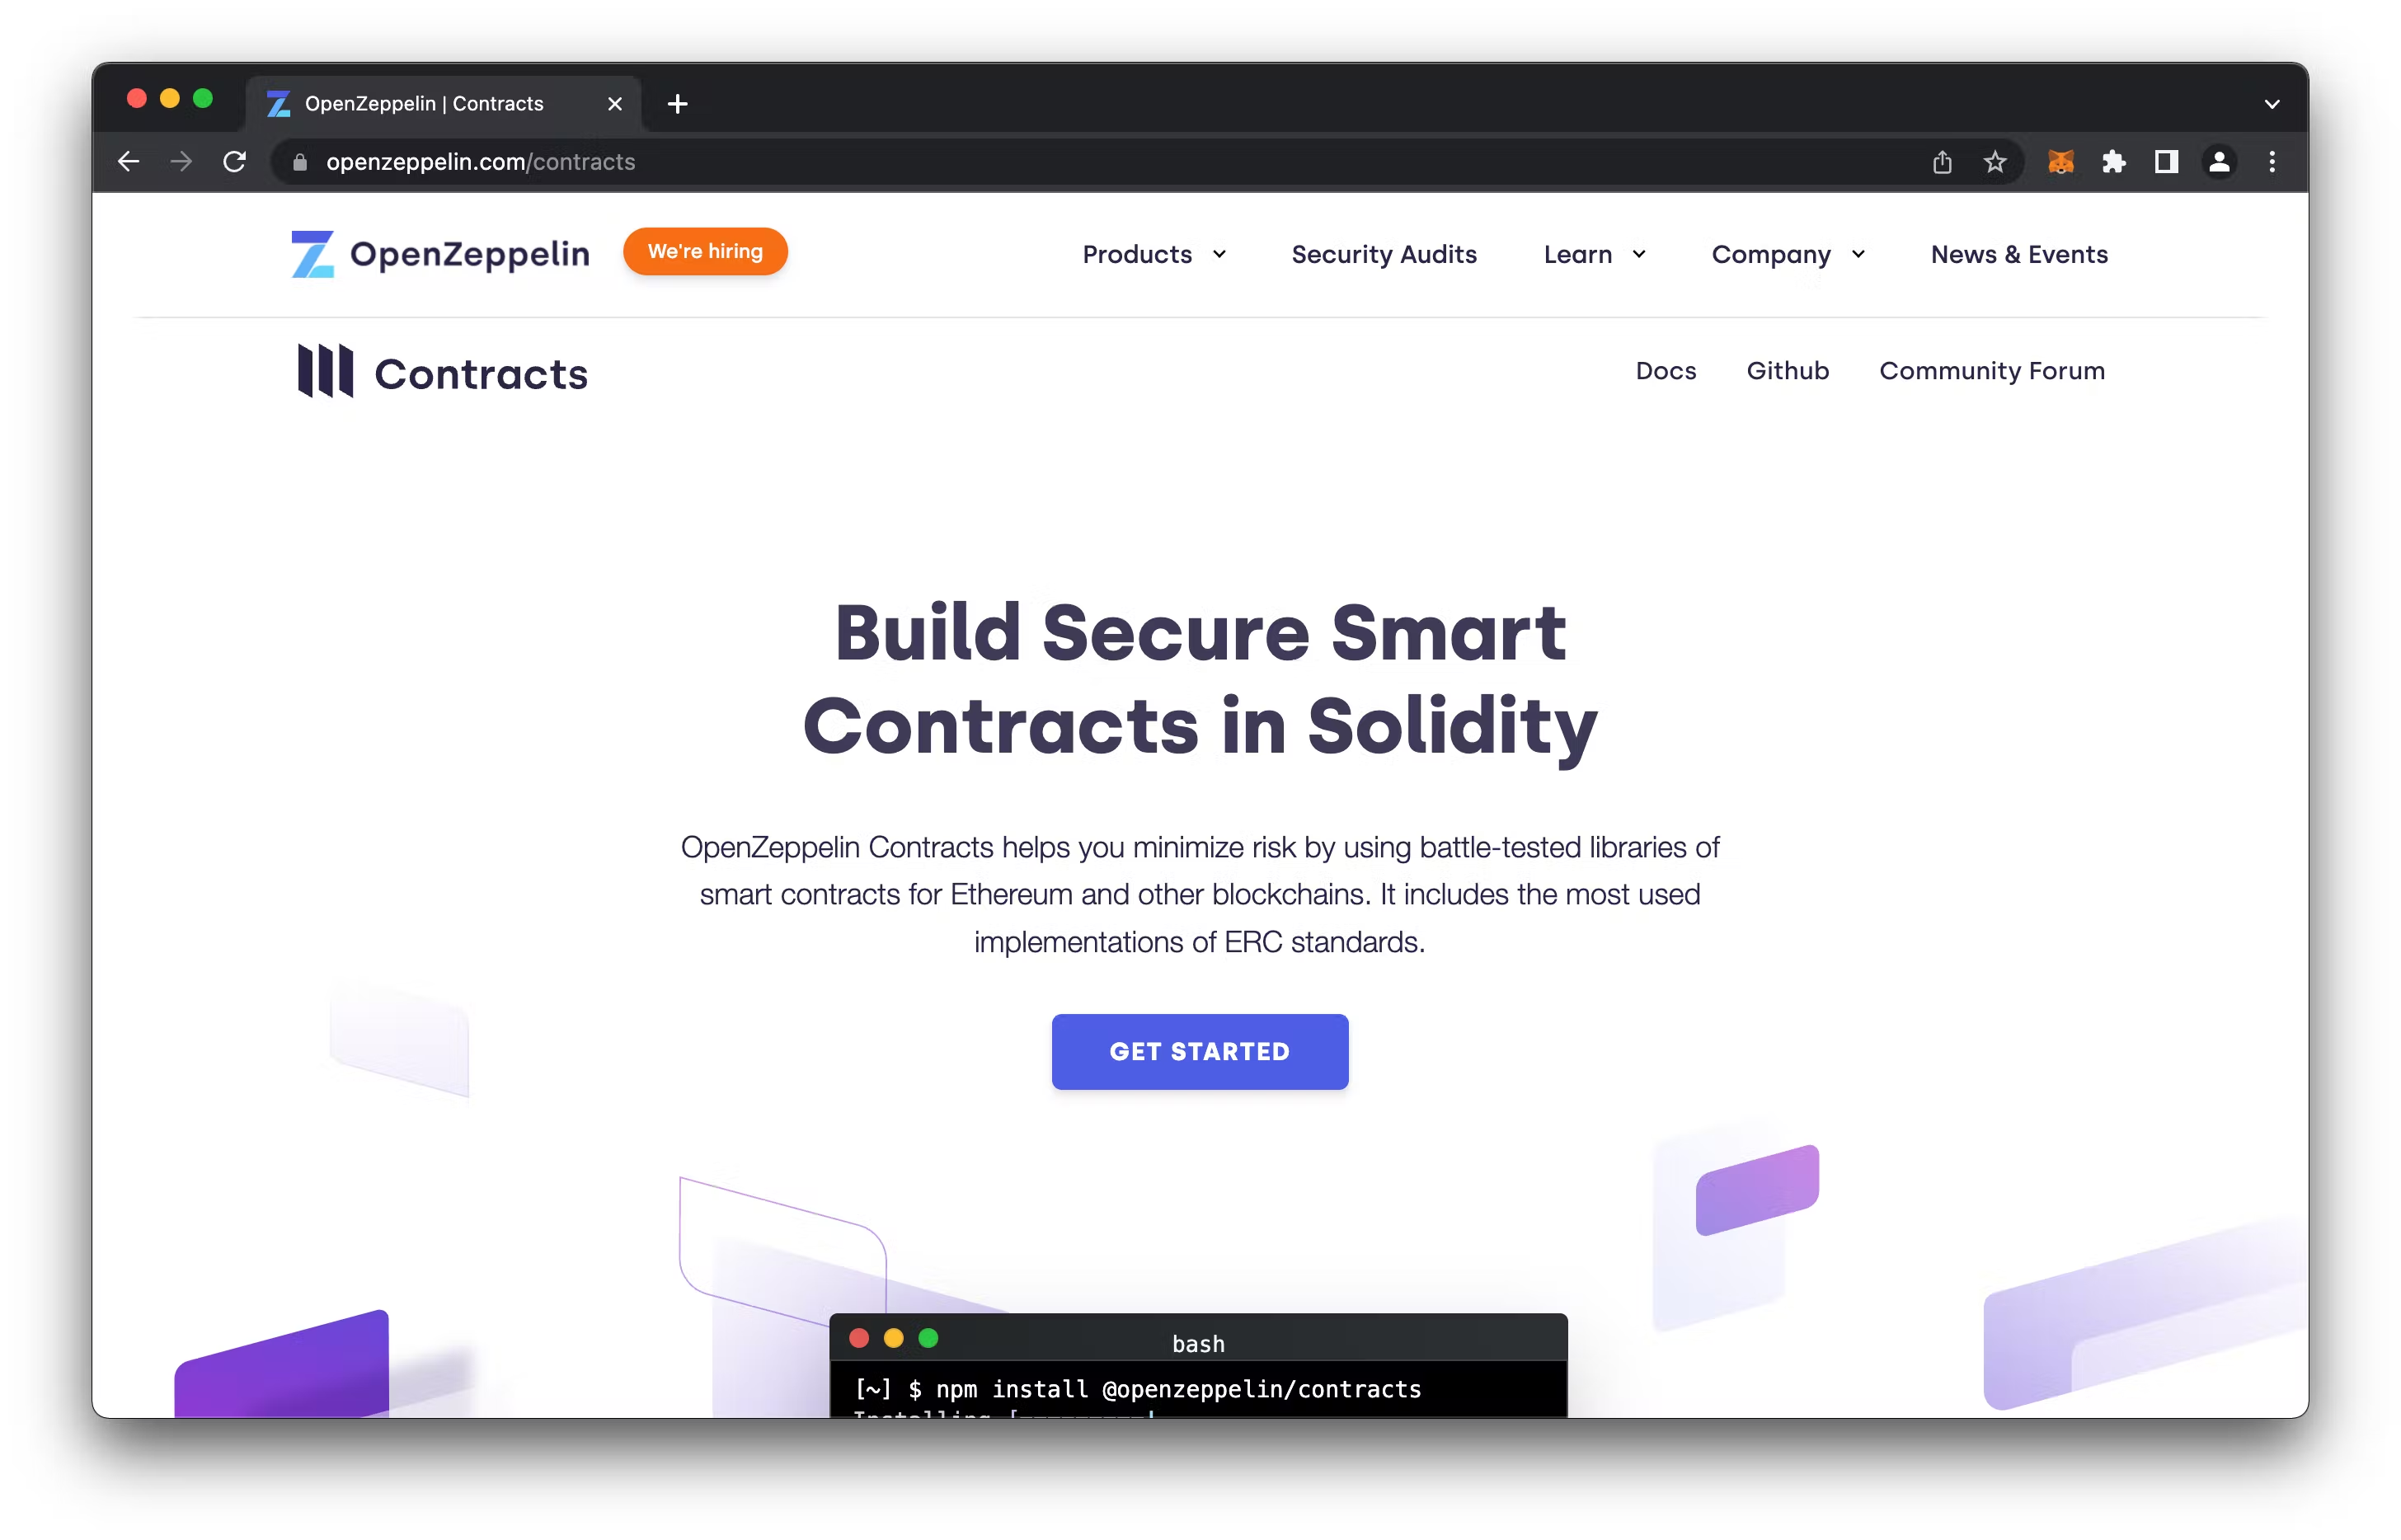 OpenZeppelin | Contracts
openzeppelin.com/contracts
OpenZeppelin
We're hiring
Products
Security Audits
Learn
Company
News & Events
Contracts
Docs
Github
Community Forum
Build Secure Smart
Contracts in Solidity
OpenZeppelin Contracts helps you minimize risk by using battle-tested libraries of
smart contracts for Ethereum and other blockchains. It includes the most used
implementations of ERC standards.
GET STARTED
bash
[~] $ npm install @openzeppelin/contracts
Installing